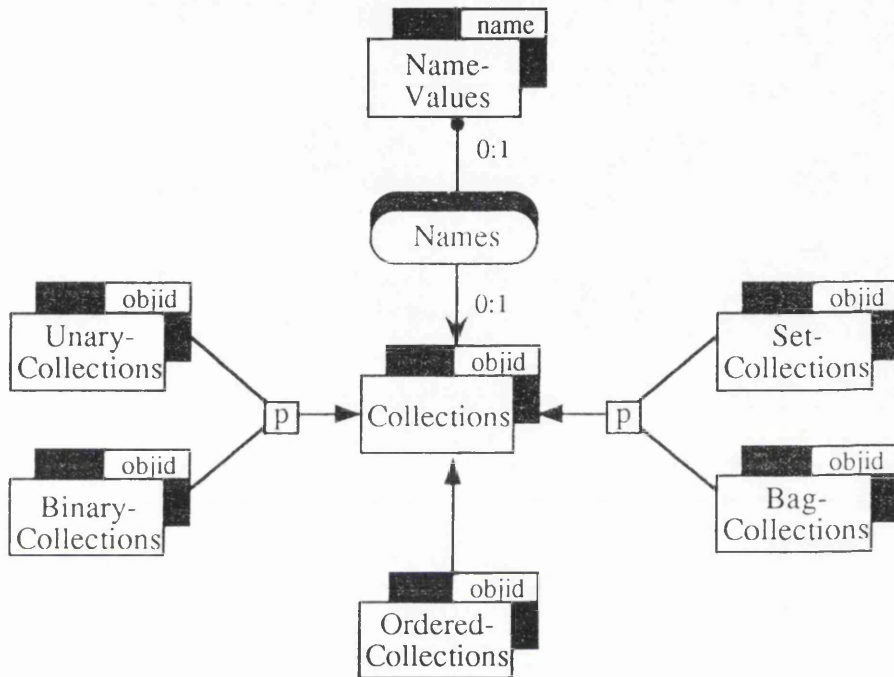 name
Name-
Values
0:1
Names
0:1
objid
Unary-
Collections
objid
Set-
Collections
objid
Collections
p
p
objid
Binary-
Collections
objid
Bag-
Collections
objid
Ordered-
Collections